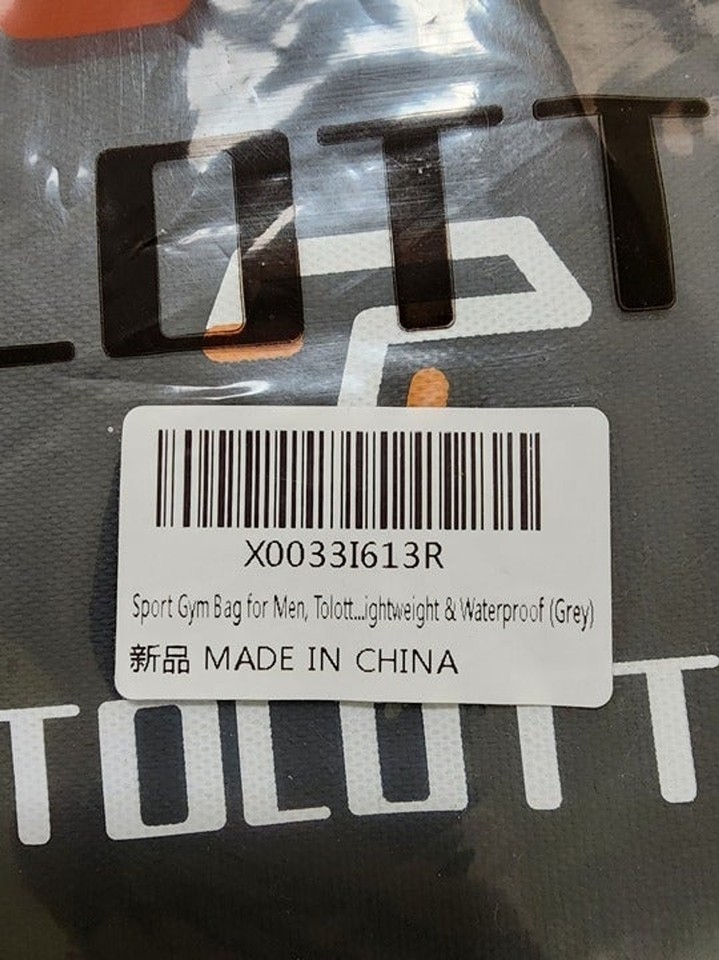 LOTT
X0033I613R
Sport Gym Bag for Men, Tolott...ightweight & Waterproof (Grey)
新品 MADE IN CHINA
TOLOTT